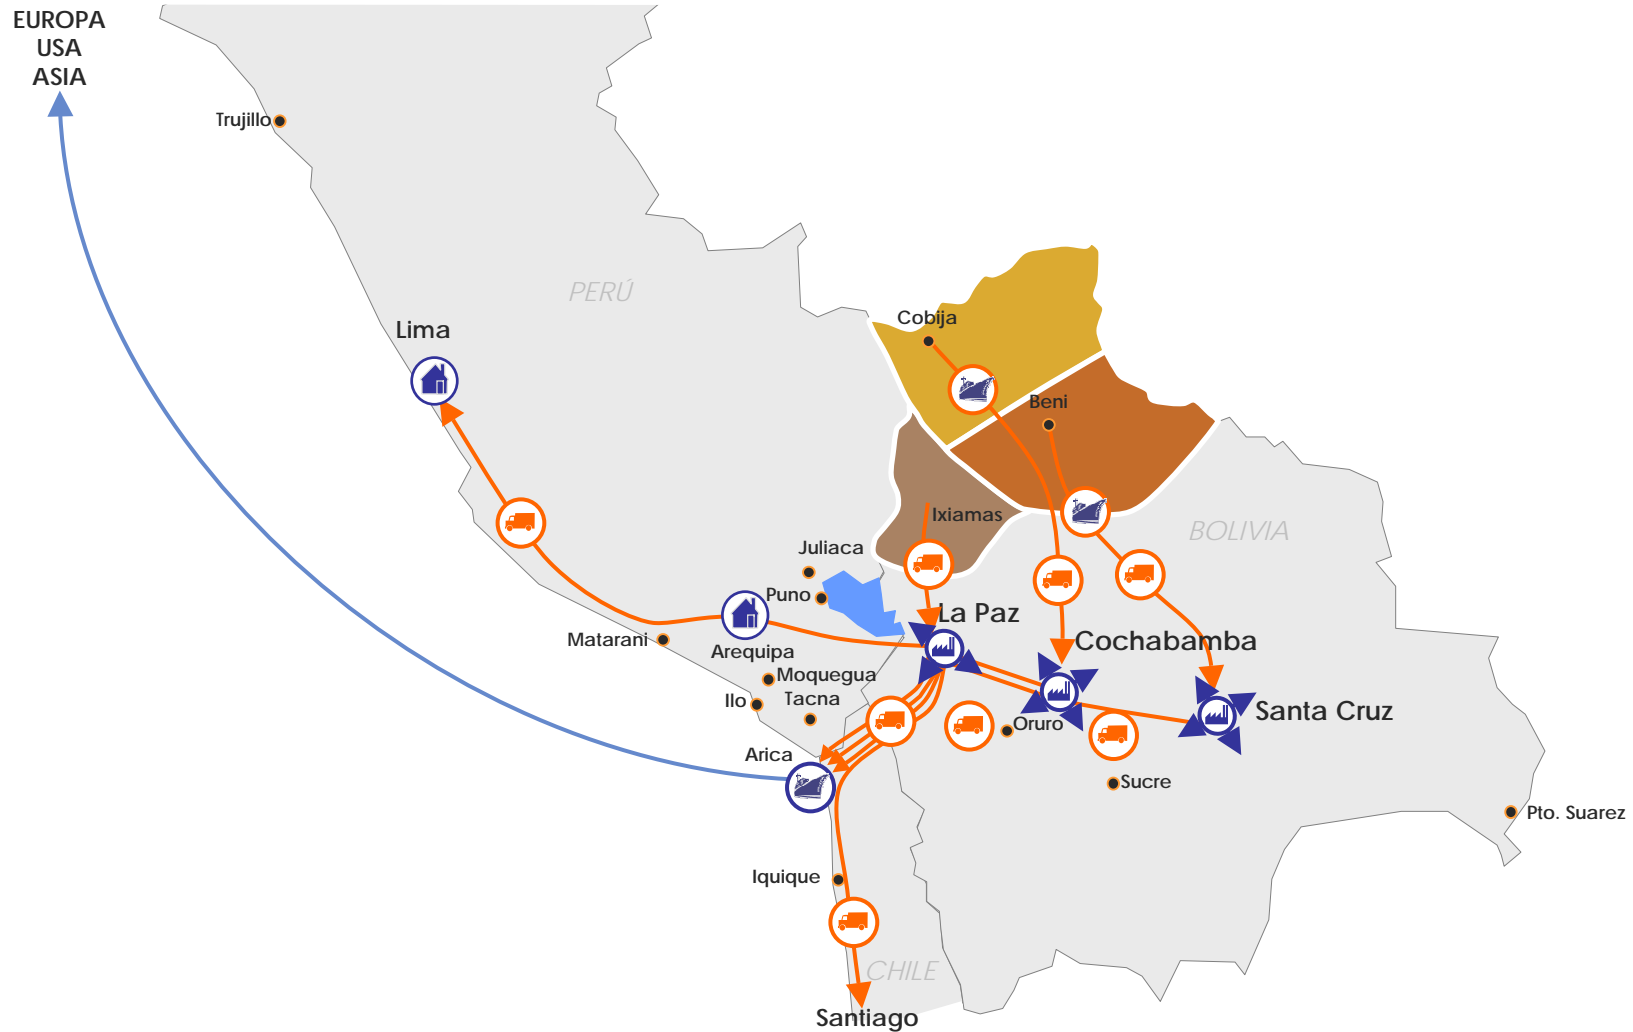 EUROPA
USA
ASIA
Trujillo
PERÚ
Lima
Cobija
Beni
Ixiamas
BOLIVIA
Juliaca
Puno
La Paz
Matarani
Arequipa
Cochabamba
Moquegua
Ilo
Tacna
Oruro
Santa Cruz
Arica
Sucre
Pto. Suarez
Iquique
CHILE
Santiago